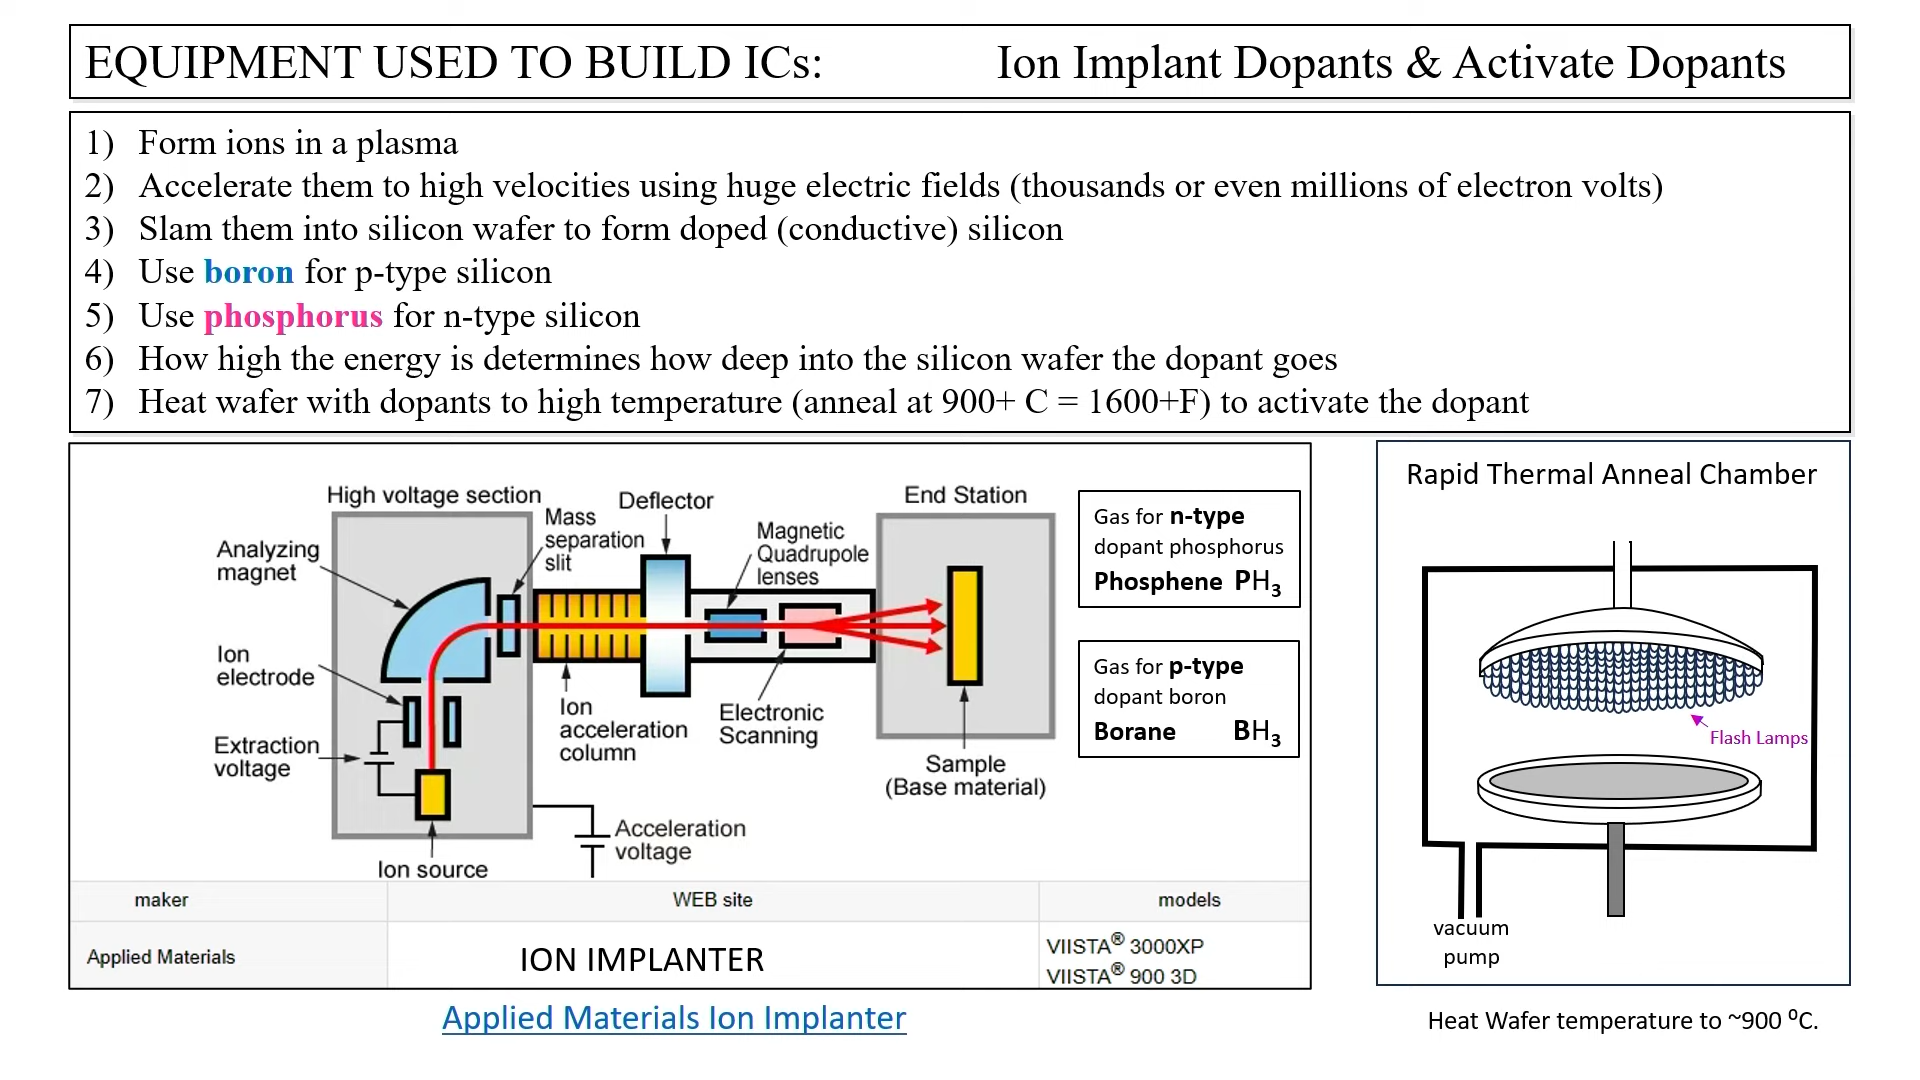 EQUIPMENT USED TO BUILD ICs: Ion Implant Dopants & Activate Dopants
1) Form ions in a plasma
2) Accelerate them to high velocities using huge electric fields (thousands or even millions of electron volts)
3) Slam them into silicon wafer to form doped (conductive) silicon
4) Use boron for p-type silicon
5) Use phosphorus for n-type silicon
6) How high the energy is determines how deep into the silicon wafer the dopant goes
7) Heat wafer with dopants to high temperature (anneal at 900+ C = 1600+F) to activate the dopant
High voltage section
Deflector
End Station
Mass
separation
slit
Magnetic
Quadrupole
lenses
Analyzing
magnet
Ion
electrode
Extraction
voltage
Ion
acceleration
column
Electronic
Scanning
Sample
(Base material)
Acceleration
voltage
Ion source
Gas for n-type
dopant phosphorus
Phosphene PH₃
Gas for p-type
dopant boron
Borane BH₃
maker WEB site models
Applied Materials ION IMPLANTER
VIISTA® 3000XP
VIISTA® 900 3D
Applied Materials Ion Implanter
Rapid Thermal Anneal Chamber
Flash Lamps
vacuum
pump
Heat Wafer temperature to ~900 ⁰C.